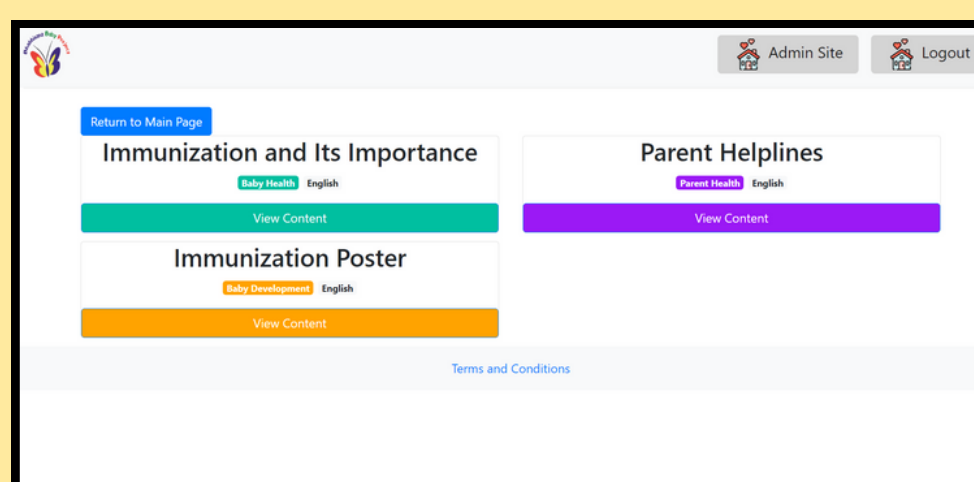 Admin Site
Logout
Return to Main Page
Immunization and Its Importance
Baby Health English
View Content
Parent Helplines
Parent Health English
View Content
Immunization Poster
Baby Development English
View Content
Terms and Conditions